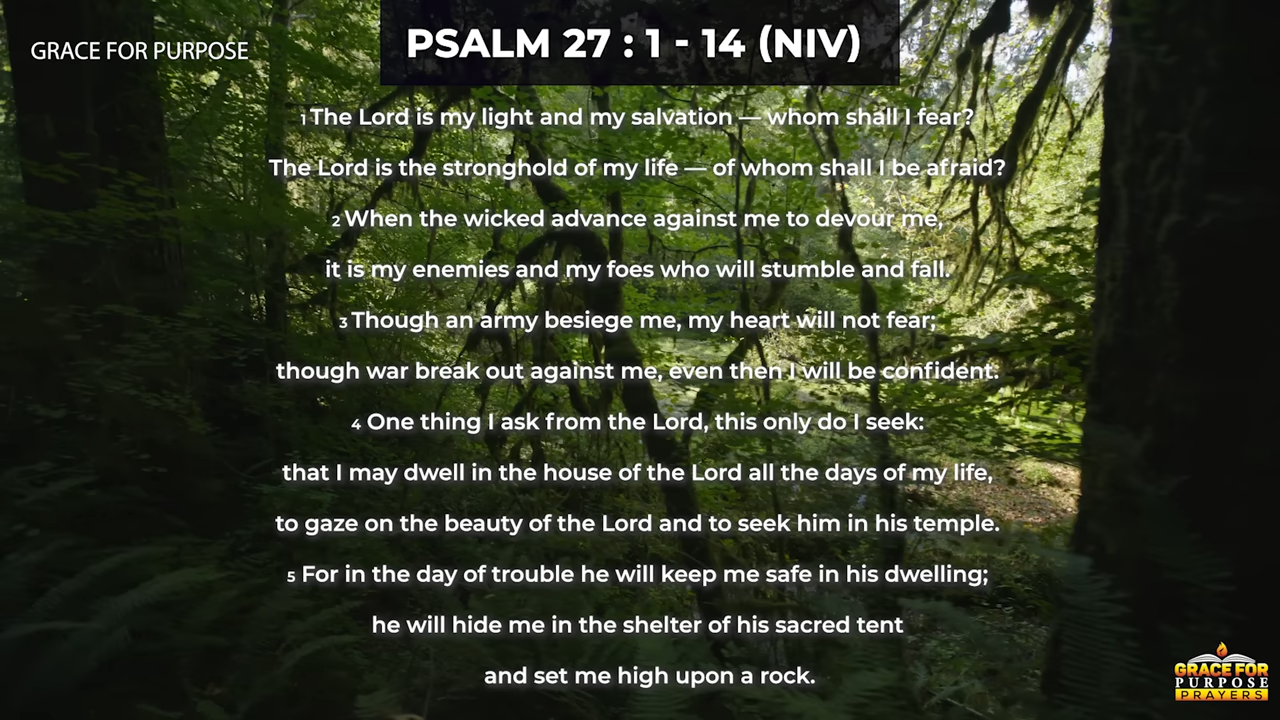 GRACE FOR PURPOSE
PSALM 27 : 1 - 14 (NIV)
1 The Lord is my light and my salvation — whom shall I fear?
The Lord is the stronghold of my life — of whom shall I be afraid?
2 When the wicked advance against me to devour me,
it is my enemies and my foes who will stumble and fall.
3 Though an army besiege me, my heart will not fear;
though war break out against me, even then I will be confident.
4 One thing I ask from the Lord, this only do I seek:
that I may dwell in the house of the Lord all the days of my life,
to gaze on the beauty of the Lord and to seek him in his temple.
5 For in the day of trouble he will keep me safe in his dwelling;
he will hide me in the shelter of his sacred tent
and set me high upon a rock.
GRACE FOR
PURPOSE
PRAYERS